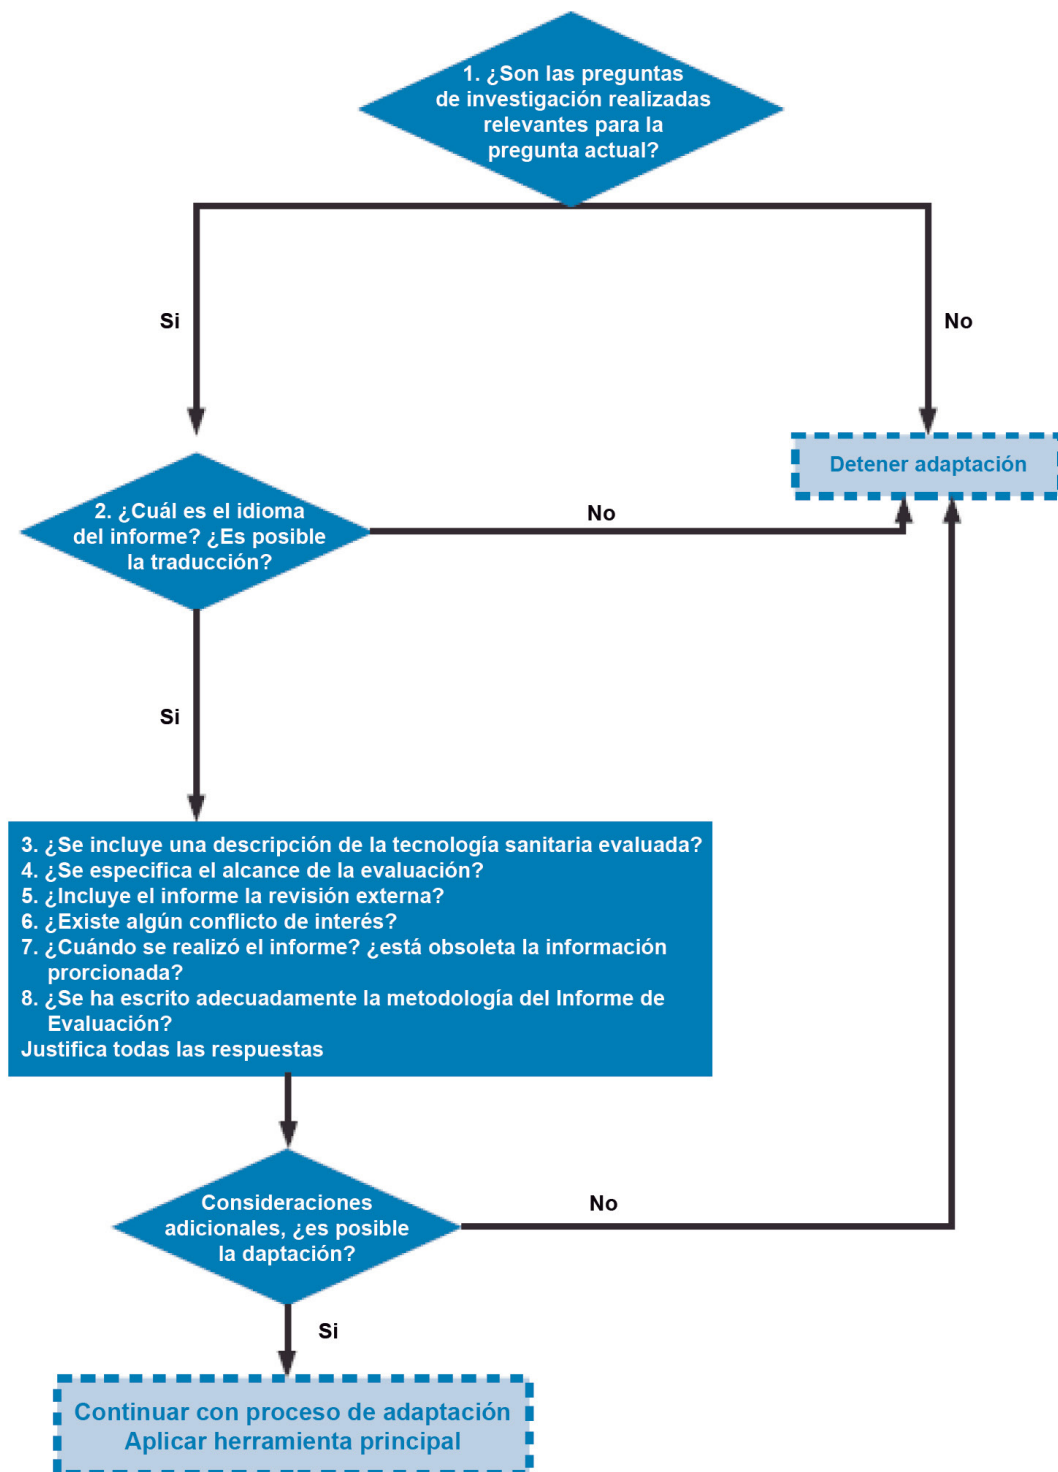 1. ¿Son las preguntas
de investigación realizadas
relevantes para la
pregunta actual?
Si
No
Detener adaptación
2. ¿Cuál es el idioma
del informe? ¿Es posible
la traducción?
No
Si
3. ¿Se incluye una descripción de la tecnología sanitaria evaluada?
4. ¿Se especifica el alcance de la evaluación?
5. ¿Incluye el informe la revisión externa?
6. ¿Existe algún conflicto de interés?
7. ¿Cuándo se realizó el informe? ¿está obsoleta la información
prorcionada?
8. ¿Se ha escrito adecuadamente la metodología del Informe de
Evaluación?
Justifica todas las respuestas
Consideraciones
adicionales, ¿es posible
la daptación?
No
Si
Continuar con proceso de adaptación
Aplicar herramienta principal